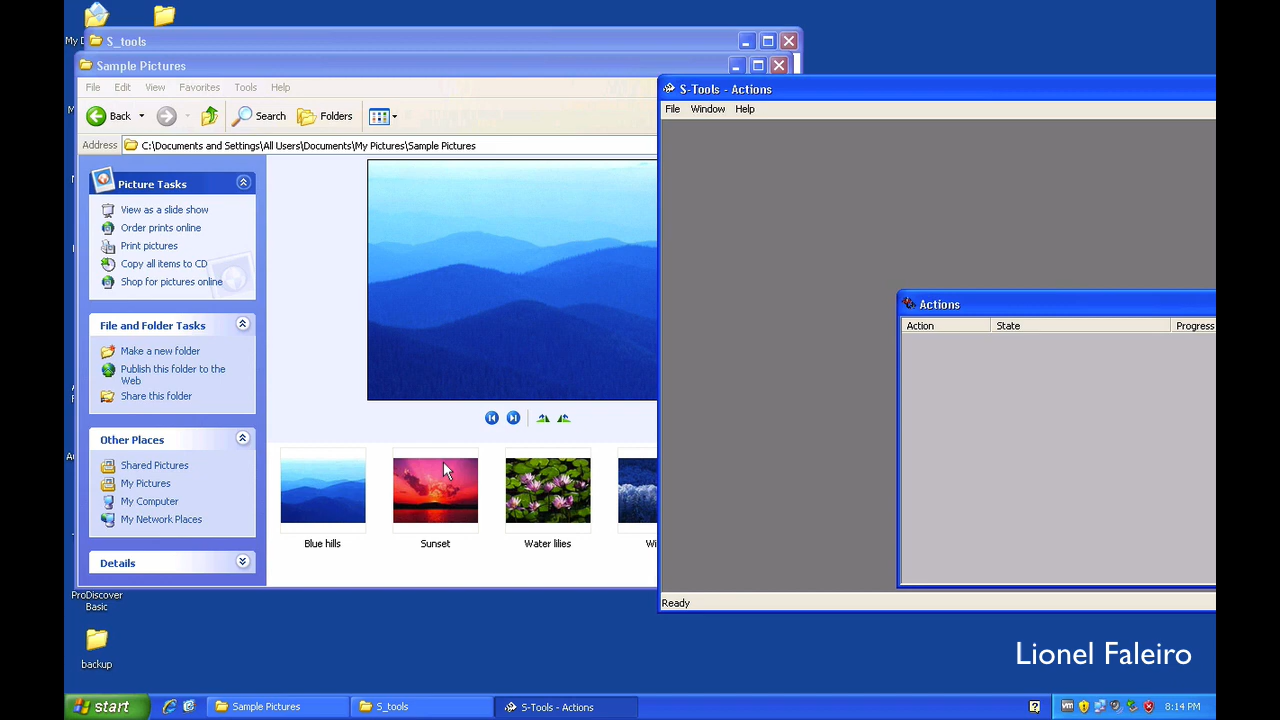 My D
S_tools
Sample Pictures
File Edit View Favorites Tools Help
Back Search Folders
Address C:\Documents and Settings\All Users\Documents\My Pictures\Sample Pictures
Picture Tasks
View as a slide show
Order prints online
Print pictures
Copy all items to CD
Shop for pictures online
File and Folder Tasks
Make a new folder
Publish this folder to the
Web
Share this folder
Other Places
Shared Pictures
My Pictures
My Computer
My Network Places
Details
Blue hills
Sunset
Water lilies
Wi
S-Tools - Actions
File Window Help
Actions
Action State Progress
Ready
ProDiscover
Basic
backup
Lionel Faleiro
start
Sample Pictures
S_tools
S-Tools - Actions
8:14 PM